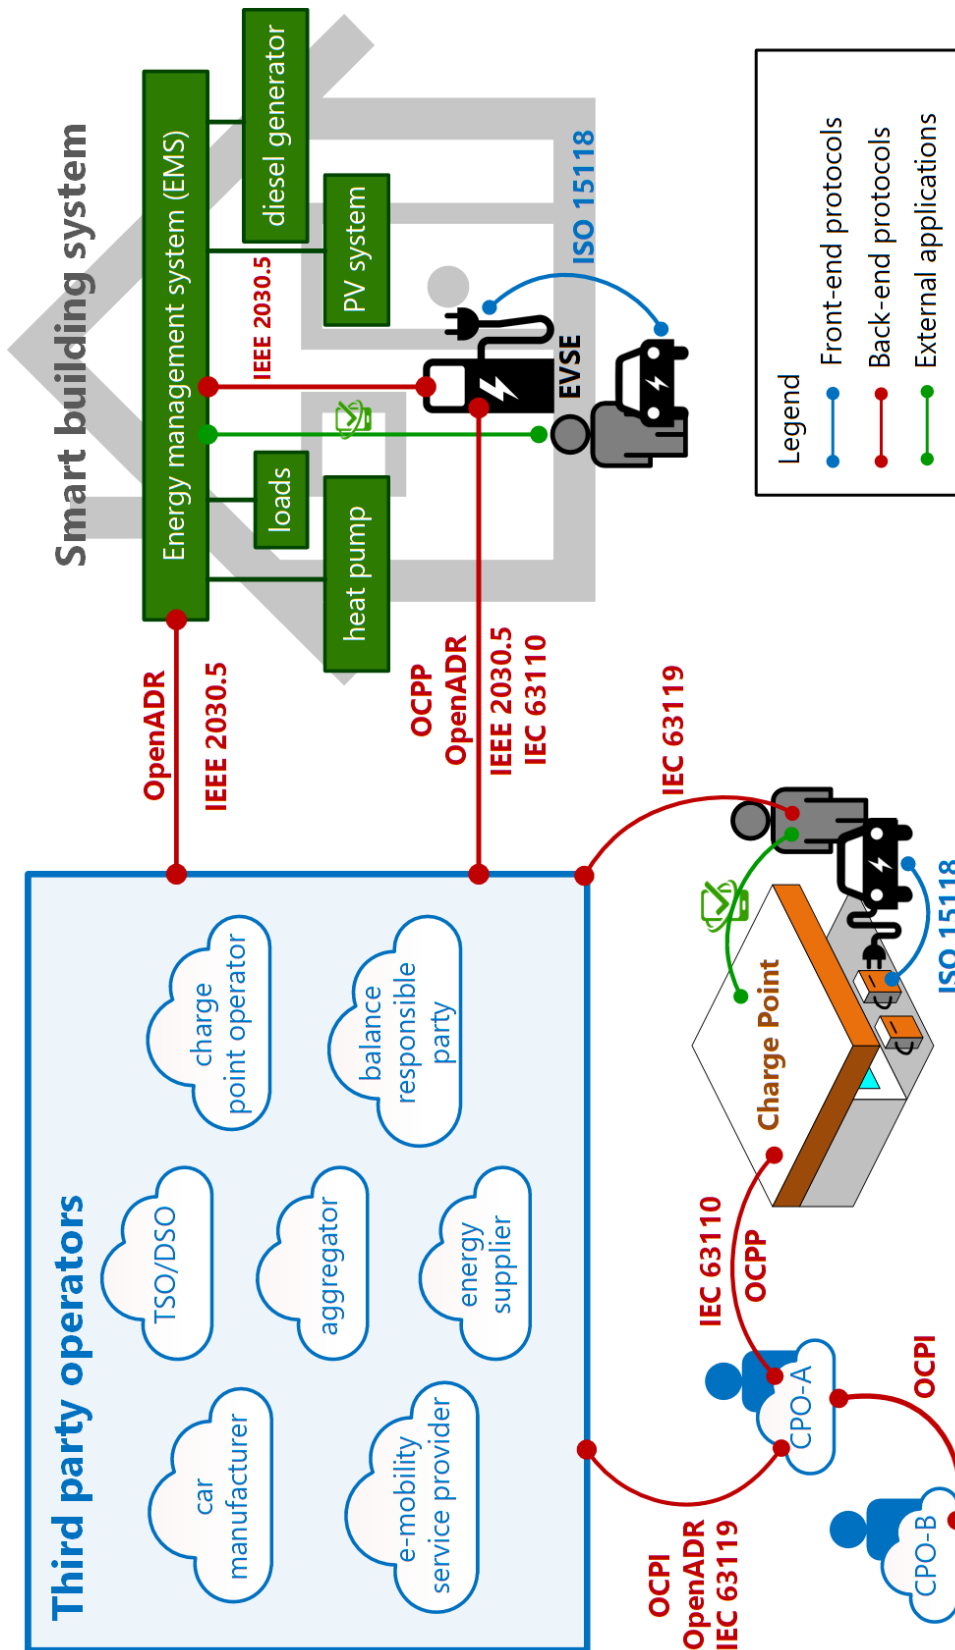 Third party operators
car
manufacturer
TSO/DSO
charge
point operator
aggregator
e-mobility
service provider
energy
supplier
balance
responsible
party
OpenADR
IEEE 2030.5
OCPP
OpenADR
IEEE 2030.5
IEC 63110
Smart building system
Energy management system (EMS)
heat pump
loads
IEEE 2030.5
PV system
diesel generator
EVSE
ISO 15118
OCPI
OpenADR
IEC 63119
CPO-A
CPO-B
OCPI
IEC 63110
OCPP
Charge Point
IEC 63119
ISO 15118
Legend
Front-end protocols
Back-end protocols
External applications